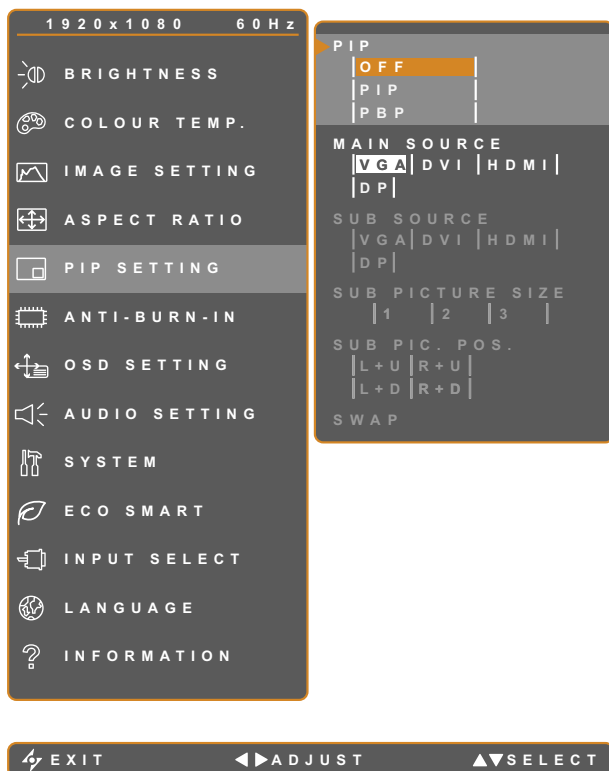 1920x1080 60Hz
BRIGHTNESS
COLOUR TEMP.
IMAGE SETTING
ASPECT RATIO
PIP SETTING
ANTI-BURN-IN
OSD SETTING
AUDIO SETTING
SYSTEM
ECO SMART
INPUT SELECT
LANGUAGE
INFORMATION
PIP
OFF
PIP
PBP
MAIN SOURCE
VGA DVI HDMI
DP
SUB SOURCE
VGA DVI HDMI
DP
SUB PICTURE SIZE
1 2 3
SUB PIC. POS.
L+U R+U
L+D R+D
SWAP
EXIT ADJUST SELECT